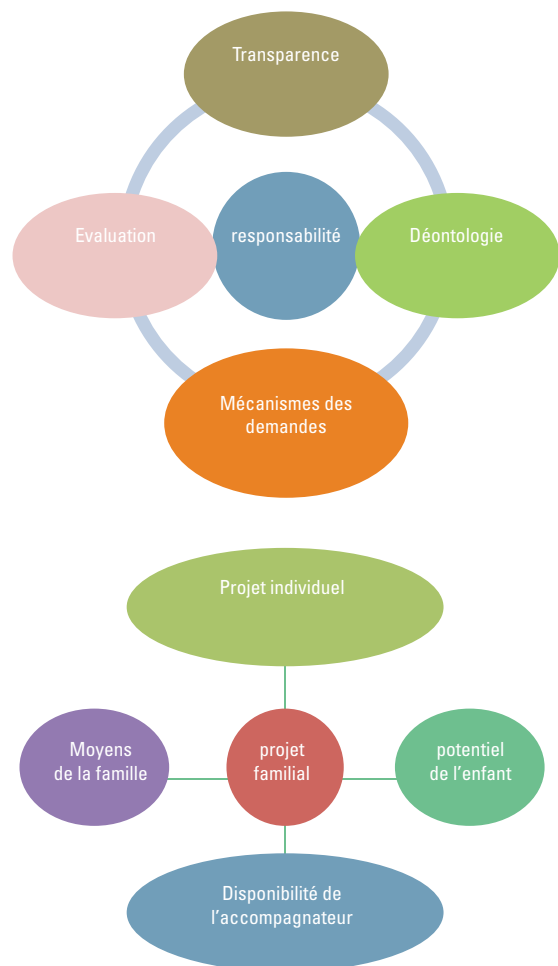 Transparence
Evaluation
responsabilité
Déontologie
Mécanismes des
demandes
Projet individuel
Moyens
de la famille
projet
familial
potentiel
de l'enfant
Disponibilité de
l'accompagnateur